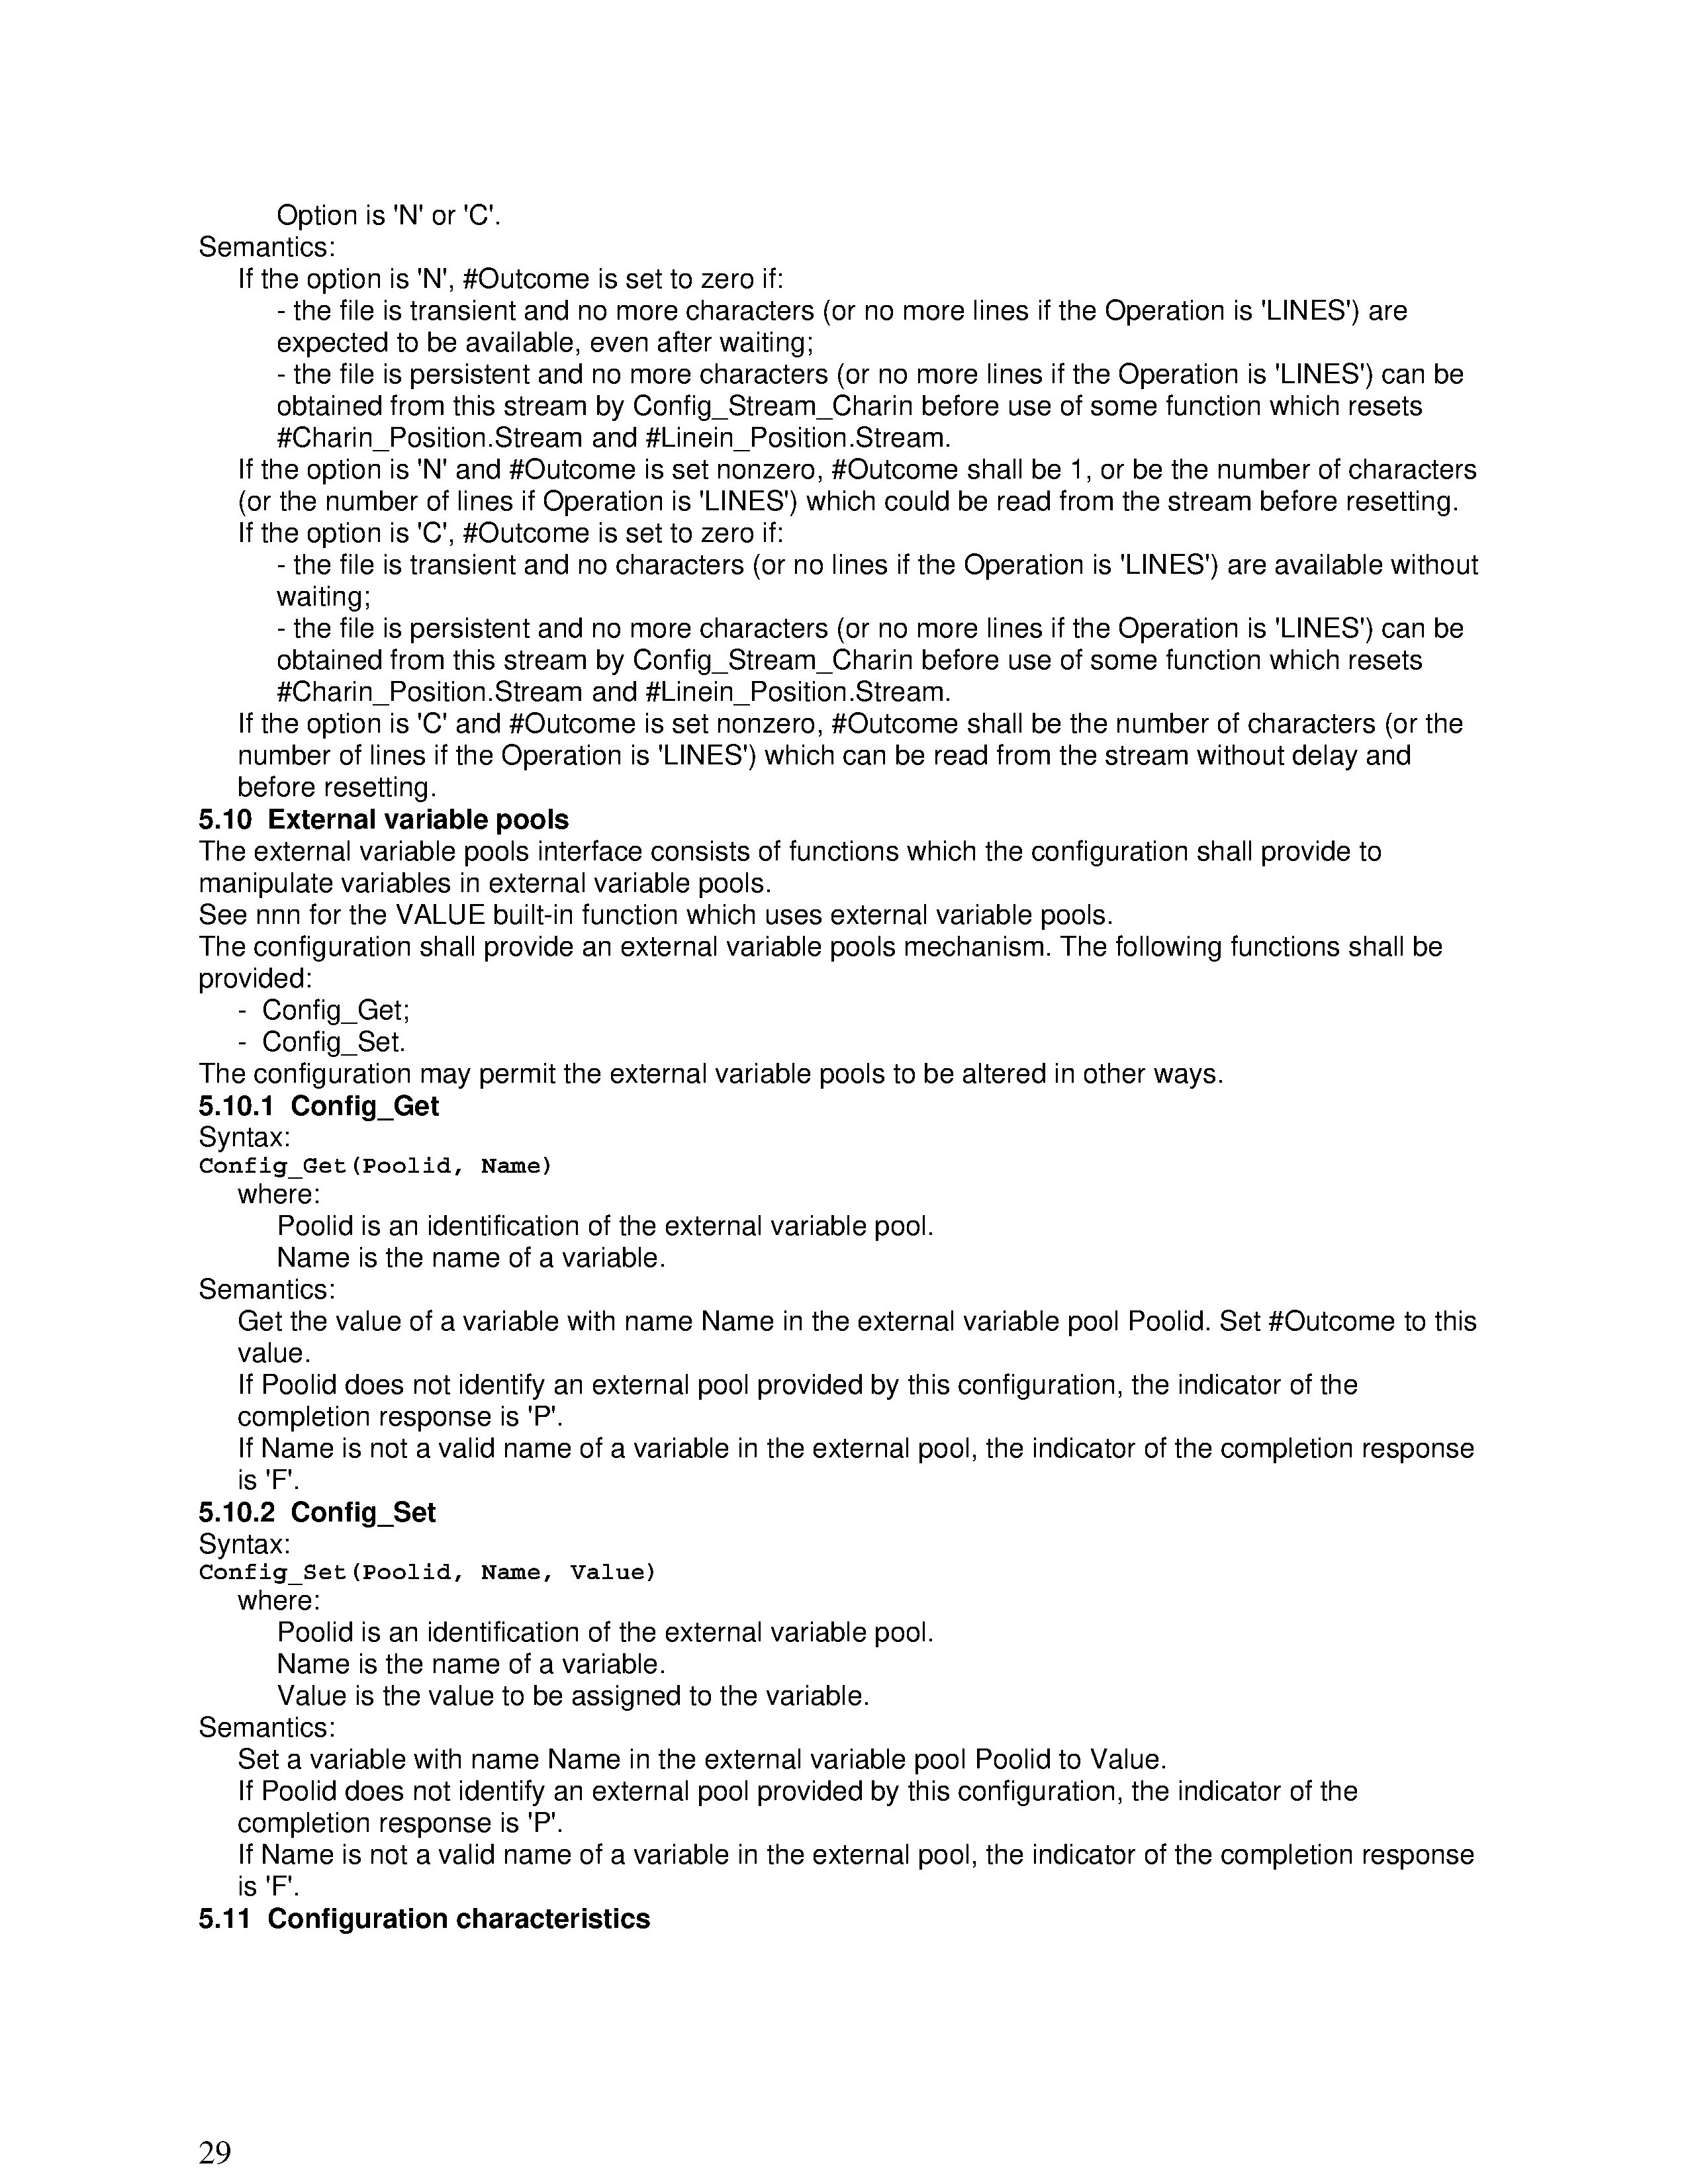 Option is 'N' or 'C'.
Semantics:
If the option is 'N', #Outcome is set to zero if:
- the file is transient and no more characters (or no more lines if the Operation is 'LINES') are
expected to be available, even after waiting;
- the file is persistent and no more characters (or no more lines if the Operation is 'LINES') can be
obtained from this stream by Config_Stream_Charin before use of some function which resets
#Charin_Position.Stream and #Linein_Position.Stream.
If the option is 'N' and #Outcome is set nonzero, #Outcome shall be 1, or be the number of characters
(or the number of lines if Operation is 'LINES') which could be read from the stream before resetting.
If the option is 'C', #Outcome is set to zero if:
- the file is transient and no characters (or no lines if the Operation is 'LINES') are available without
waiting;
- the file is persistent and no more characters (or no more lines if the Operation is 'LINES') can be
obtained from this stream by Config_Stream_Charin before use of some function which resets
#Charin_Position.Stream and #Linein_Position.Stream.
If the option is 'C' and #Outcome is set nonzero, #Outcome shall be the number of characters (or the
number of lines if the Operation is 'LINES') which can be read from the stream without delay and
before resetting.
5.10 External variable pools
The external variable pools interface consists of functions which the configuration shall provide to
manipulate variables in external variable pools.
See nnn for the VALUE built-in function which uses external variable pools.
The configuration shall provide an external variable pools mechanism. The following functions shall be
provided:
- Config_Get;
- Config_Set.
The configuration may permit the external variable pools to be altered in other ways.
5.10.1 Config_Get
Syntax:
Config_Get(Poolid, Name)
where:
Poolid is an identification of the external variable pool.
Name is the name of a variable.
Semantics:
Get the value of a variable with name Name in the external variable pool Poolid. Set #Outcome to this
value.
If Poolid does not identify an external pool provided by this configuration, the indicator of the
completion response is 'P'.
If Name is not a valid name of a variable in the external pool, the indicator of the completion response
is 'F'.
5.10.2 Config_Set
Syntax:
Config_Set(Poolid, Name, Value)
where:
Poolid is an identification of the external variable pool.
Name is the name of a variable.
Value is the value to be assigned to the variable.
Semantics:
Set a variable with name Name in the external variable pool Poolid to Value.
If Poolid does not identify an external pool provided by this configuration, the indicator of the
completion response is 'P'.
If Name is not a valid name of a variable in the external pool, the indicator of the completion response
is 'F'.
5.11 Configuration characteristics
29